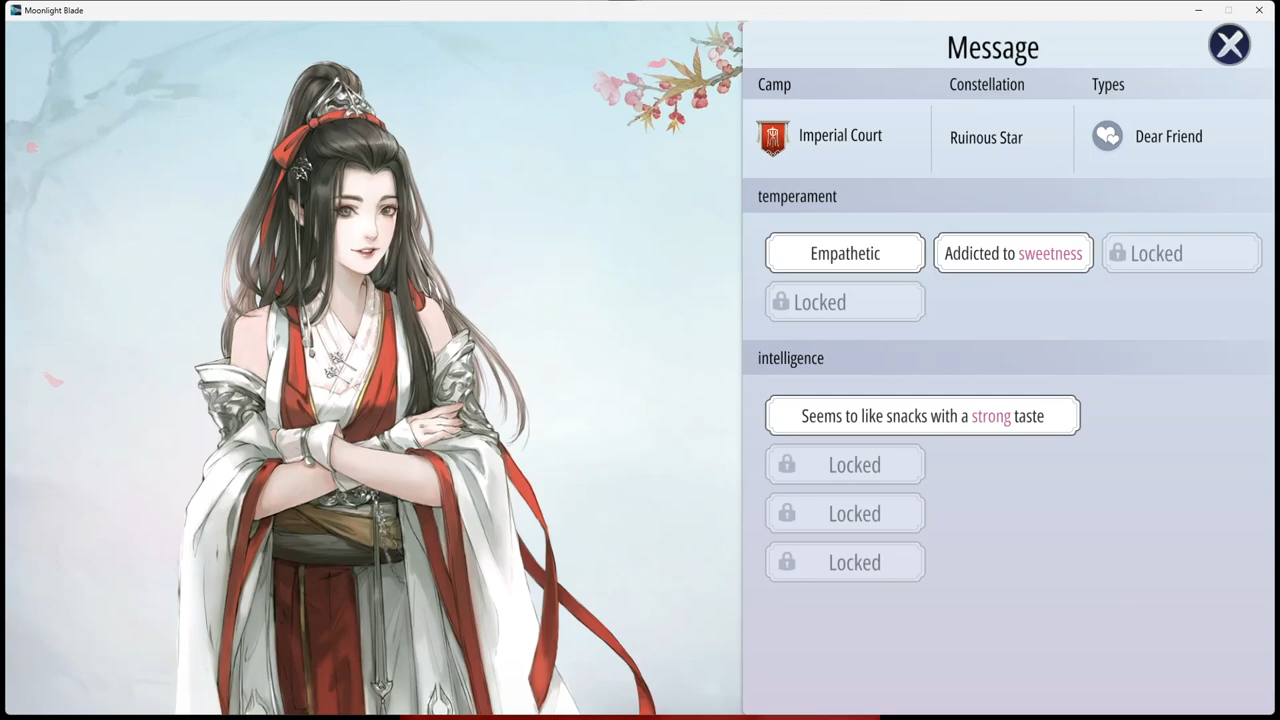 Moonlight Blade
Message
Camp Constellation Types
Imperial Court Ruinous Star Dear Friend
temperament
Empathetic Addicted to sweetness Locked
Locked
intelligence
Seems to like snacks with a strong taste
Locked
Locked
Locked